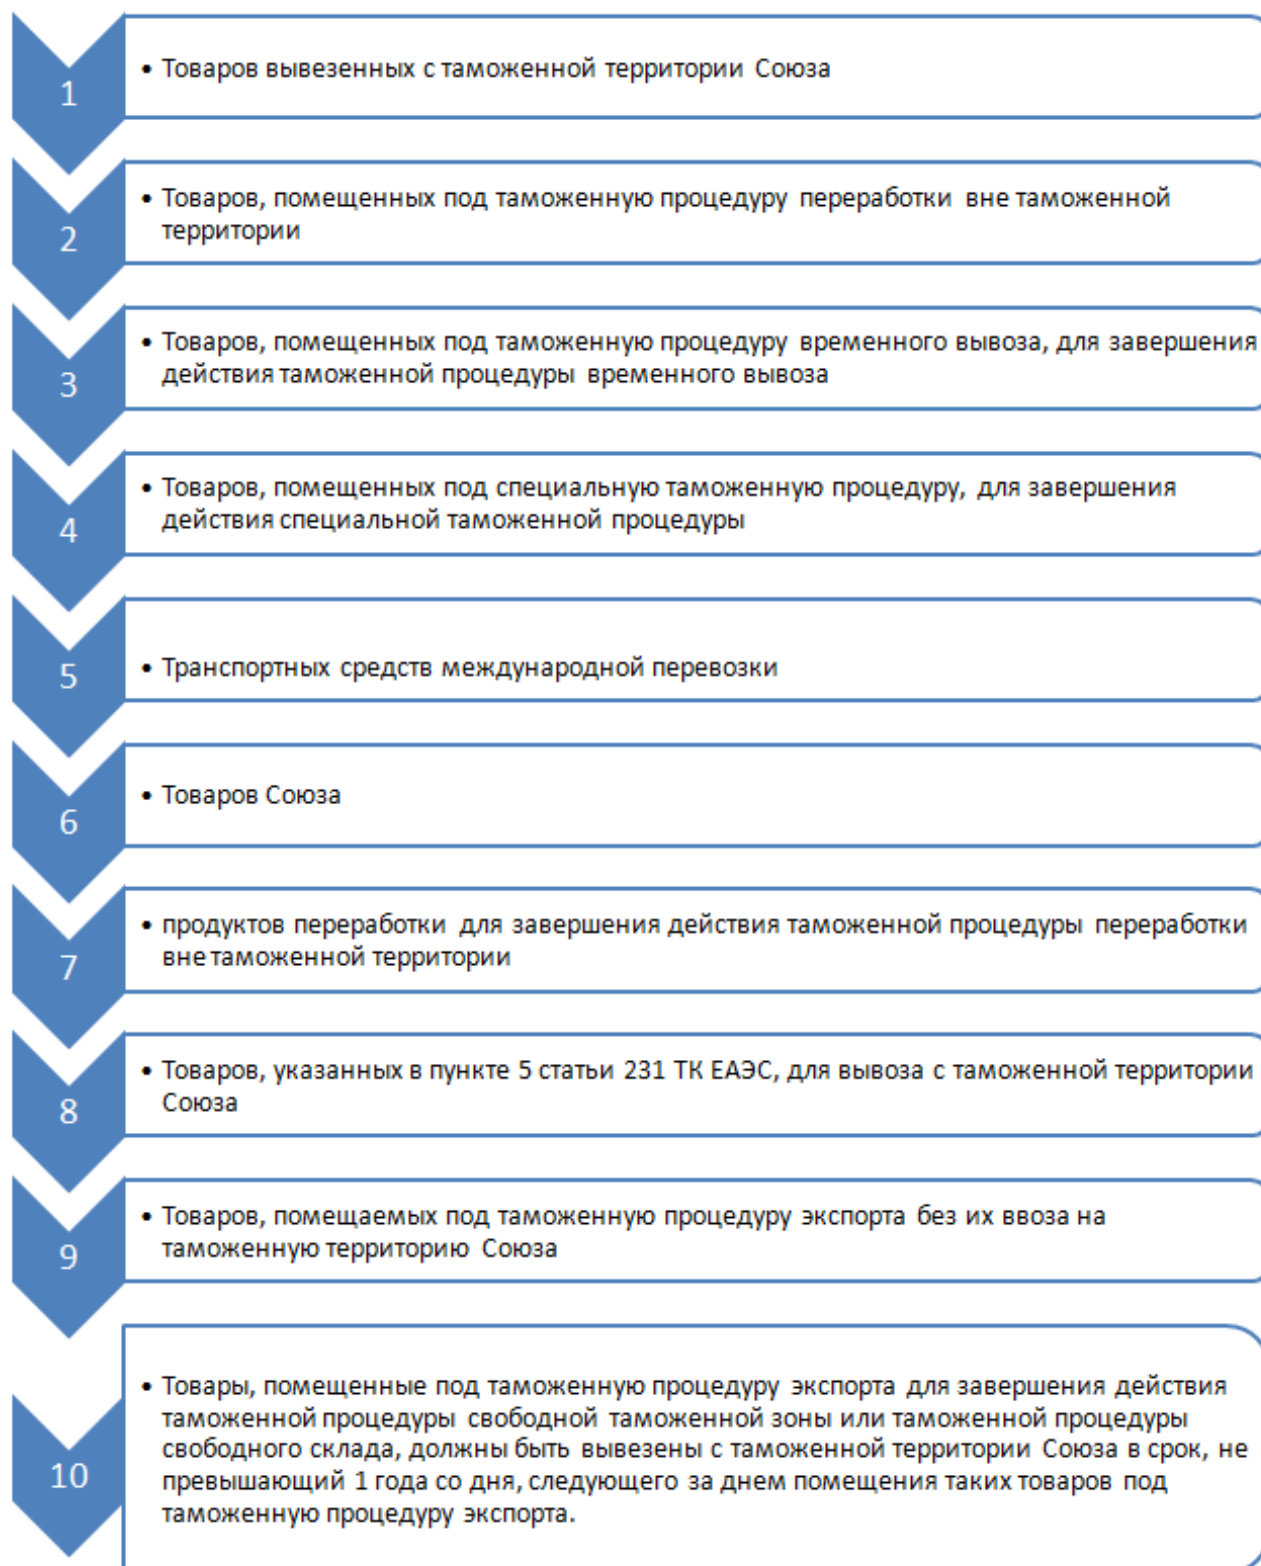 1
• Товаров вывезенных с таможенной территории Союза
2
• Товаров, помещенных под таможенную процедуру переработки вне таможенной
территории
3
• Товаров, помещенных под таможенную процедуру временного вывоза, для завершения
действия таможенной процедуры временного вывоза
4
• Товаров, помещенных под специальную таможенную процедуру, для завершения
действия специальной таможенной процедуры
5
• Транспортных средств международной перевозки
6
• Товаров Союза
7
• продуктов переработки для завершения действия таможенной процедуры переработки
вне таможенной территории
8
• Товаров, указанных в пункте 5 статьи 231 ТК ЕАЭС, для вывоза с таможенной территории
Союза
9
• Товаров, помещаемых под таможенную процедуру экспорта без их ввоза на
таможенную территорию Союза
10
• Товары, помещенные под таможенную процедуру экспорта для завершения действия
таможенной процедуры свободной таможенной зоны или таможенной процедуры
свободного склада, должны быть вывезены с таможенной территории Союза в срок, не
превышающий 1 года со дня, следующего за днем помещения таких товаров под
таможенную процедуру экспорта.